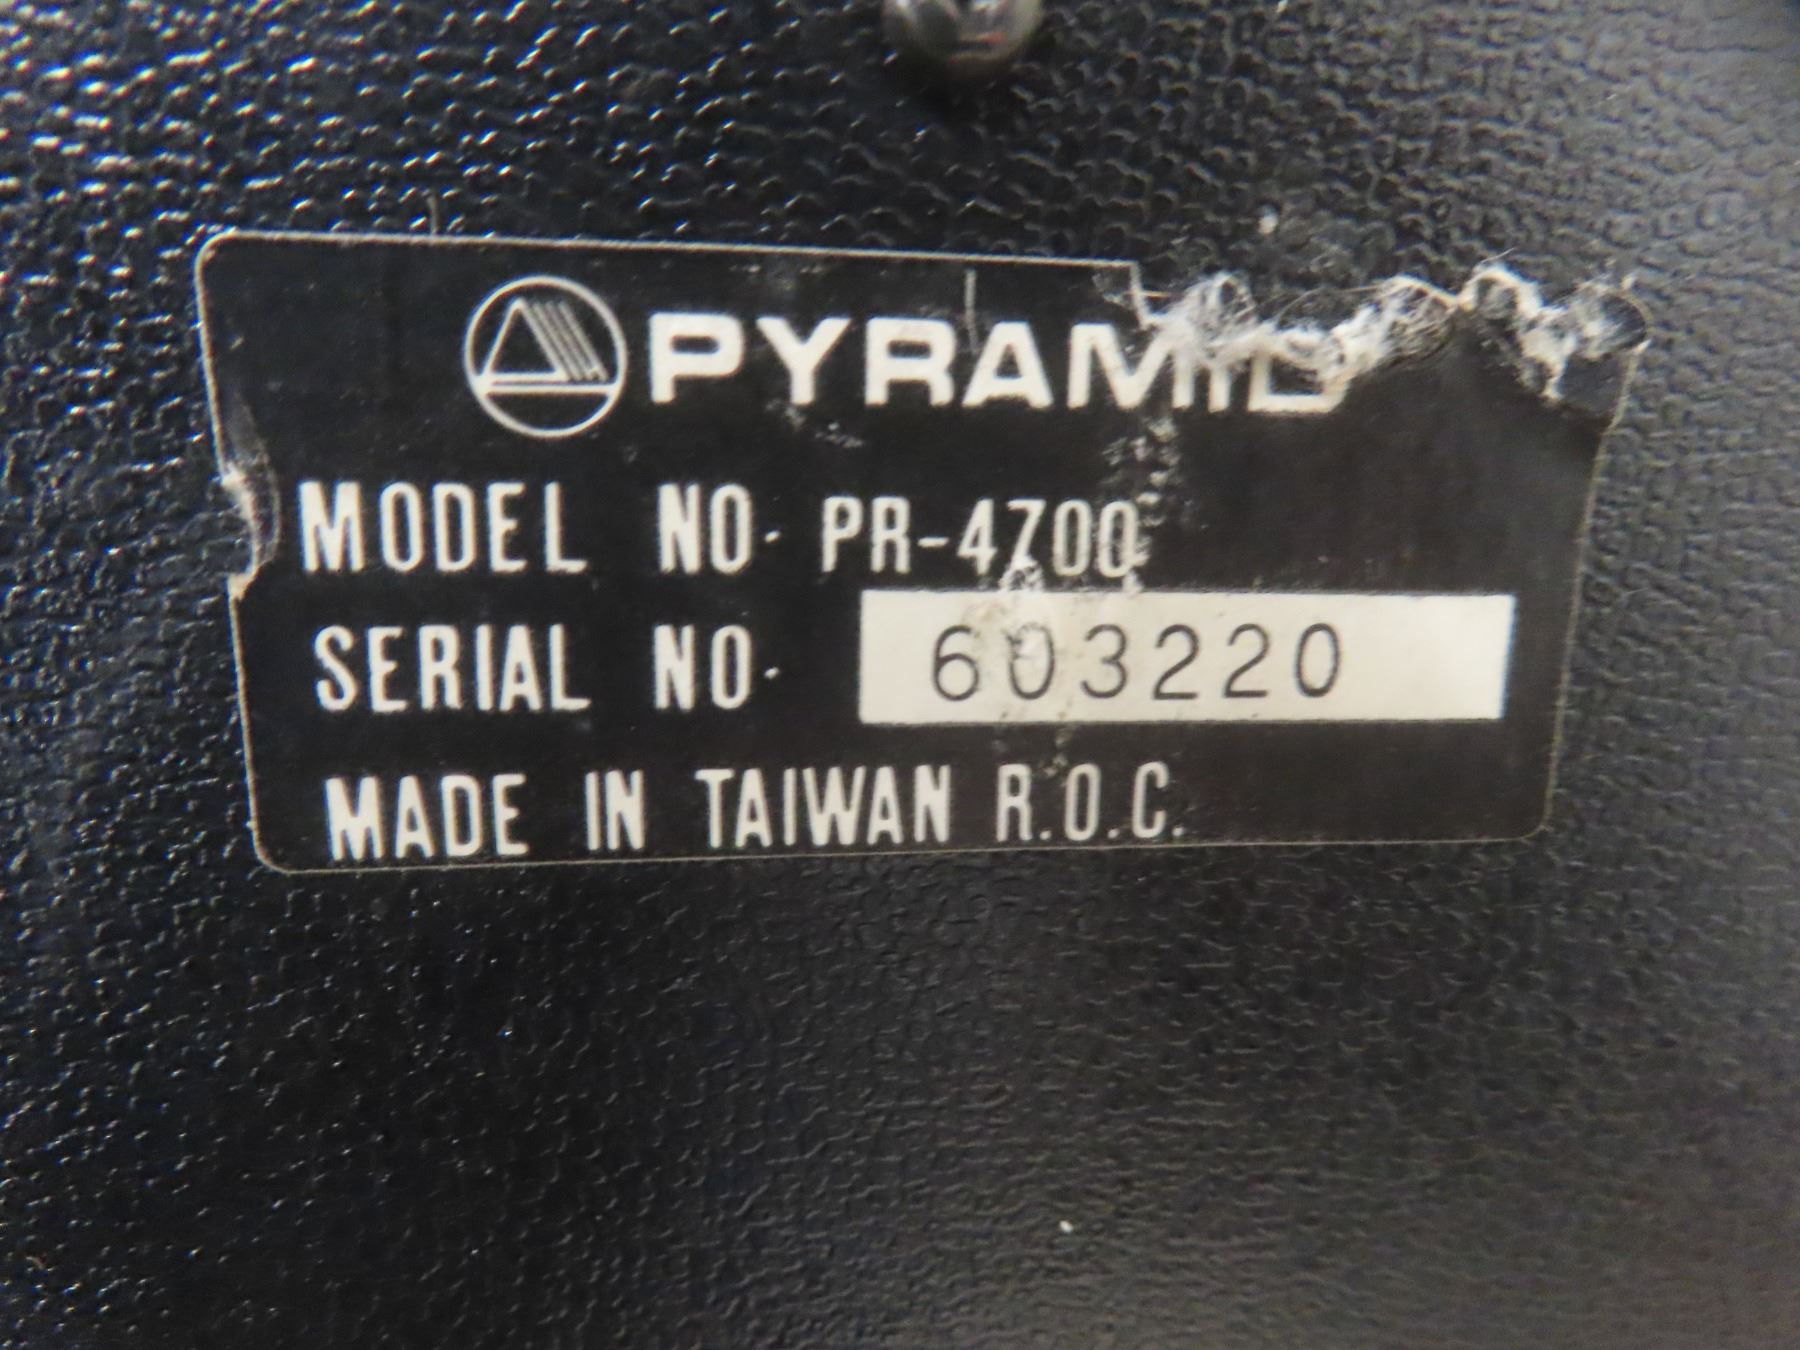 PYRAMID
MODEL NO. PR-4700
SERIAL NO. 603220
MADE IN TAIWAN R.O.C.